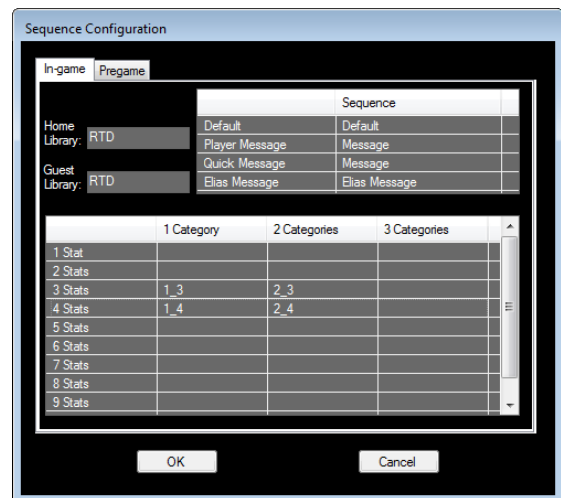 Sequence Configuration
In-game Pregame
Sequence
Home Library: RTD
Guest Library: RTD
Default Default
Player Message Message
Quick Message Message
Elias Message Elias Message
1 Category 2 Categories 3 Categories
1 Stat
2 Stats
3 Stats 1_3 2_3
4 Stats 1_4 2_4
5 Stats
6 Stats
7 Stats
8 Stats
9 Stats
OK Cancel